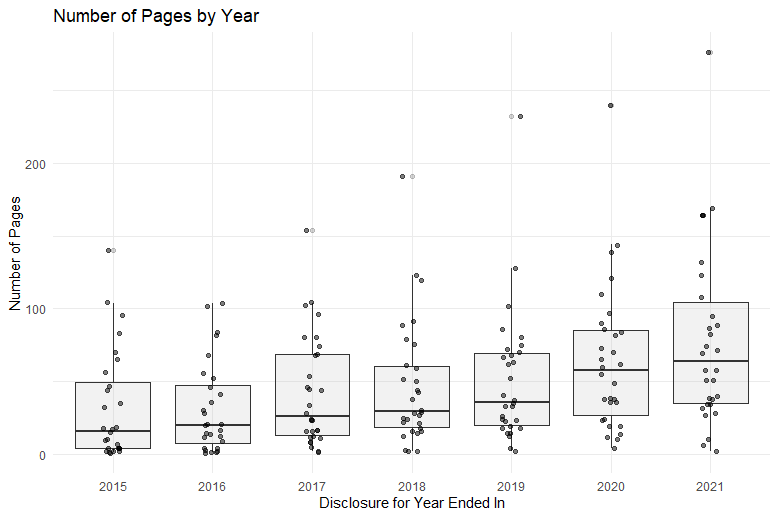 Number of Pages by Year
Number of Pages
200
100
0
2015 2016 2017 2018 2019 2020 2021
Disclosure for Year Ended In